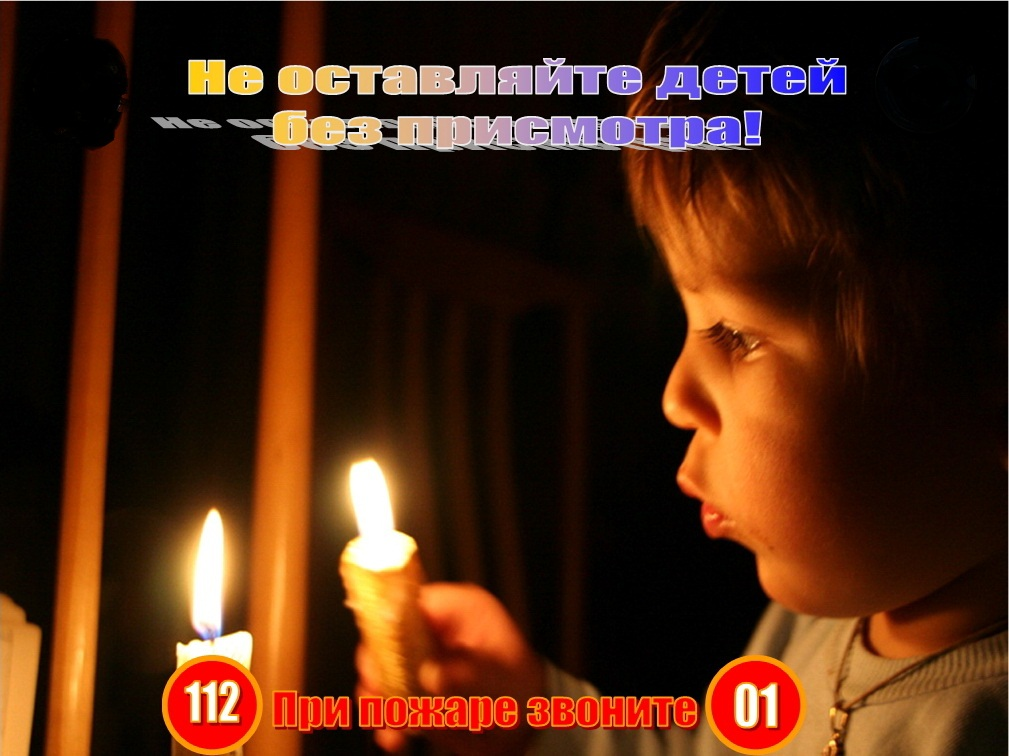 Не оставляйте детей
без присмотра!
112 При пожаре звоните 01